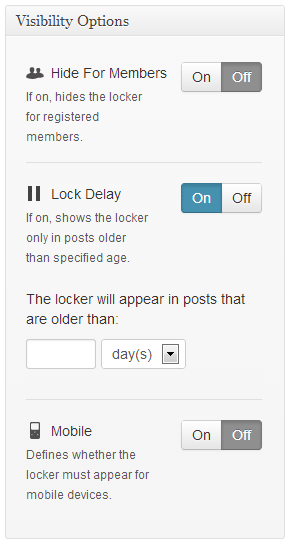 Visibility Options
Hide For Members
On Off
If on, hides the locker
for registered
members.
Lock Delay
On Off
If on, shows the locker
only in posts older
than specified age.
The locker will appear in posts that
are older than:
day(s)
Mobile
On Off
Defines whether the
locker must appear for
mobile devices.